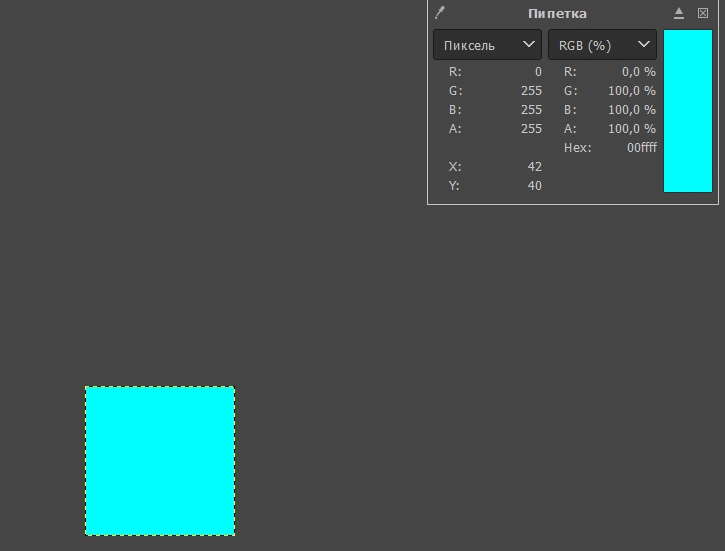 Пипетка
Пиксель RGB (%)
R: 0 R: 0,0 %
G: 255 G: 100,0 %
B: 255 B: 100,0 %
A: 255 A: 100,0 %
Hex: 00ffff
X: 42
Y: 40